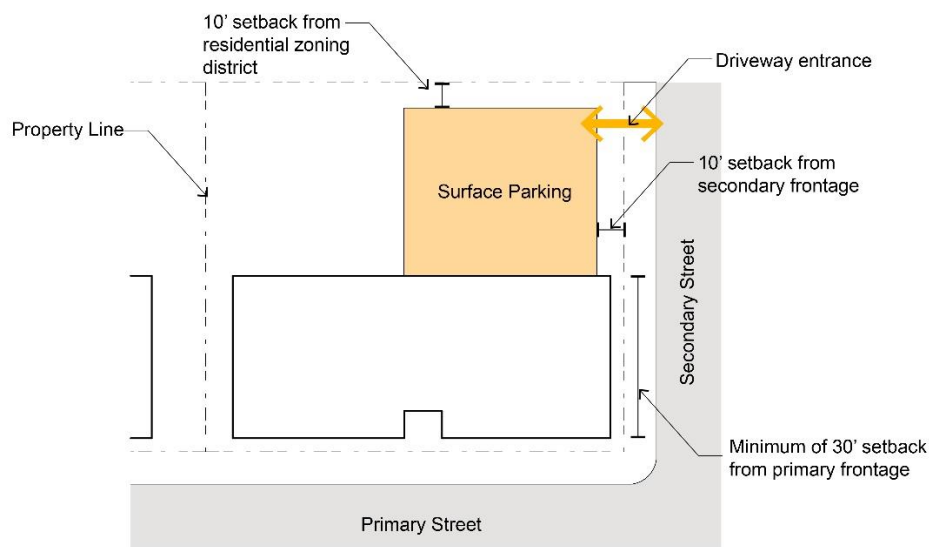 10’ setback from
residential zoning
district
Driveway entrance
Property Line
10’ setback from
secondary frontage
Surface Parking
Secondary Street
Minimum of 30’ setback
from primary frontage
Primary Street